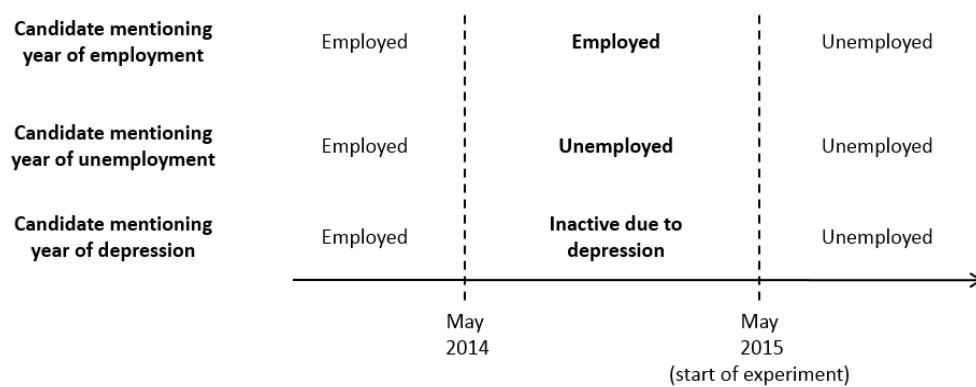 Candidate mentioning
year of employment
Employed
Employed
Unemployed
Candidate mentioning
year of unemployment
Employed
Unemployed
Unemployed
Candidate mentioning
year of depression
Employed
Inactive due to
depression
Unemployed
May
2014
May
2015
(start of experiment)